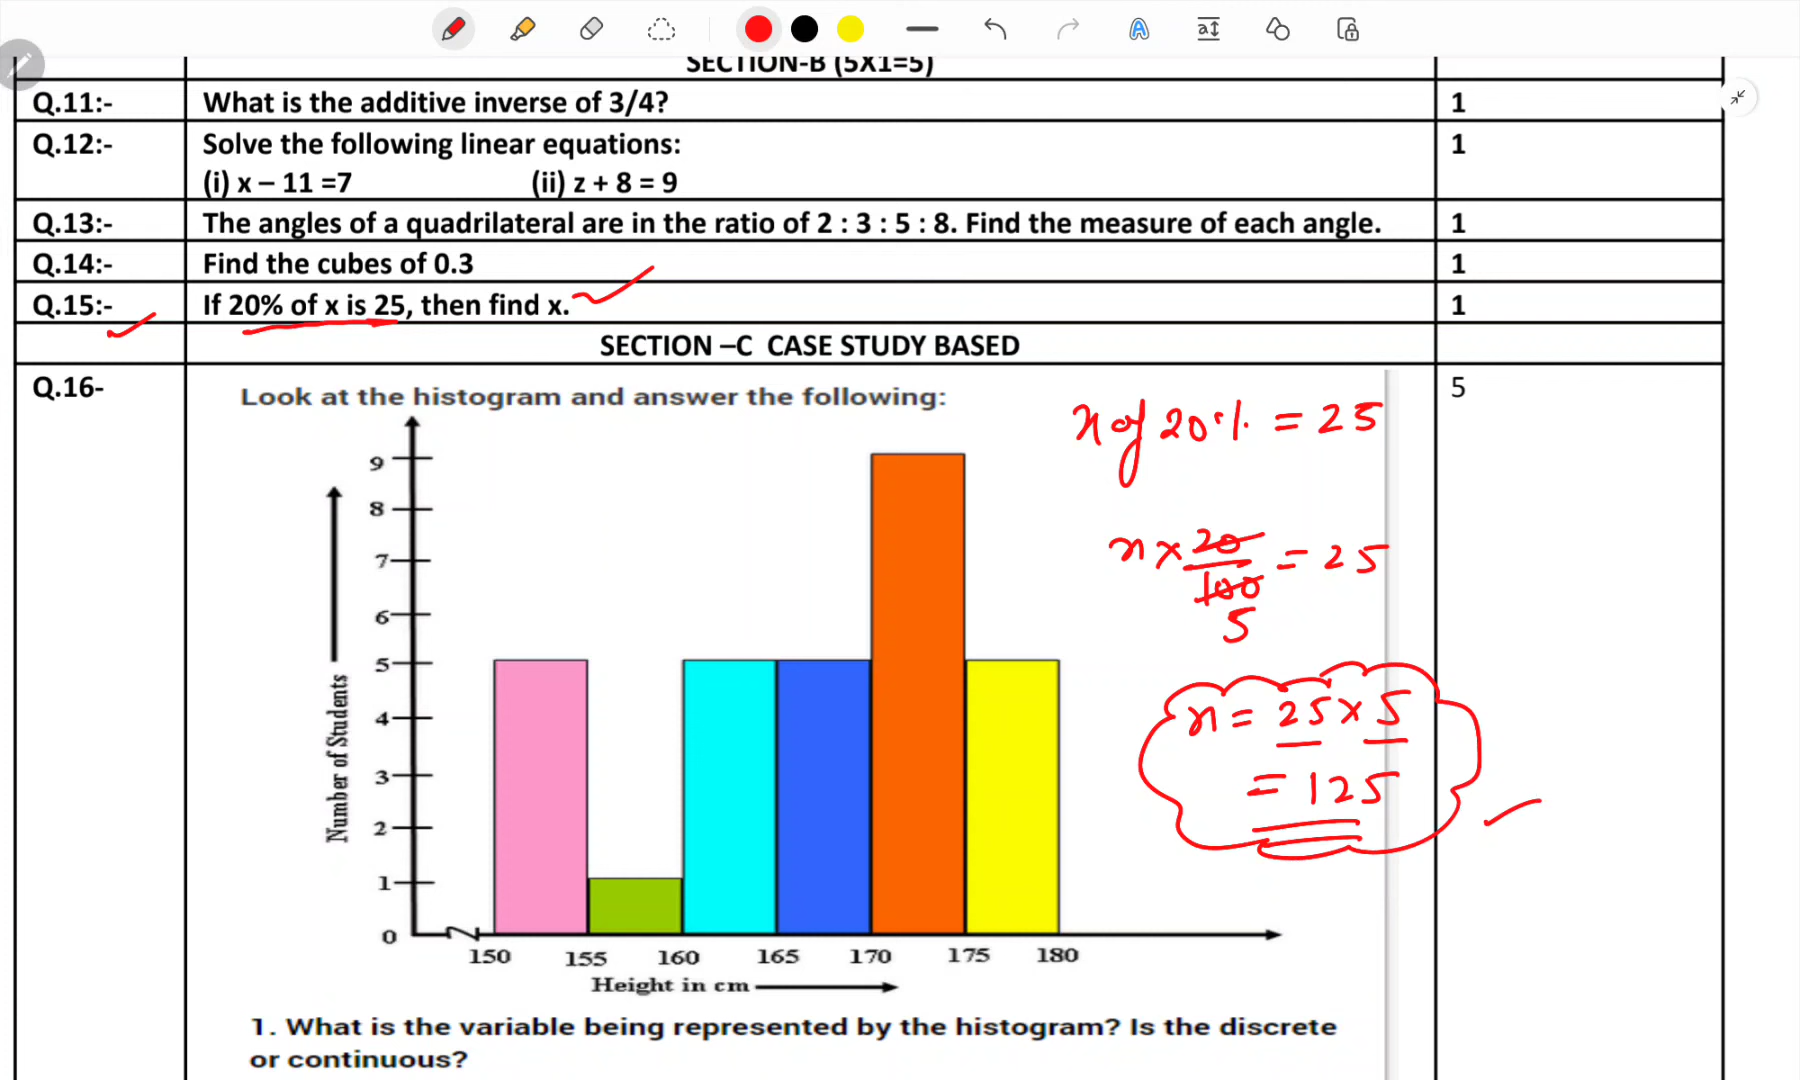 SECTION-B (5X1=5)
Q.11:- What is the additive inverse of 3/4? 1
Q.12:- Solve the following linear equations: 1
(i) x – 11 =7 (ii) z + 8 = 9
Q.13:- The angles of a quadrilateral are in the ratio of 2 : 3 : 5 : 8. Find the measure of each angle. 1
Q.14:- Find the cubes of 0.3 1
Q.15:- If 20% of x is 25, then find x. 1
SECTION –C CASE STUDY BASED
Q.16- 5
Look at the histogram and answer the following:
x of 20% = 25
x × 20/100 = 25
5
x = 25 × 5
= 125
9
8
7
6
5
4
3
2
1
0
Number of Students
150 155 160 165 170 175 180
Height in cm
1. What is the variable being represented by the histogram? Is the discrete
or continuous?